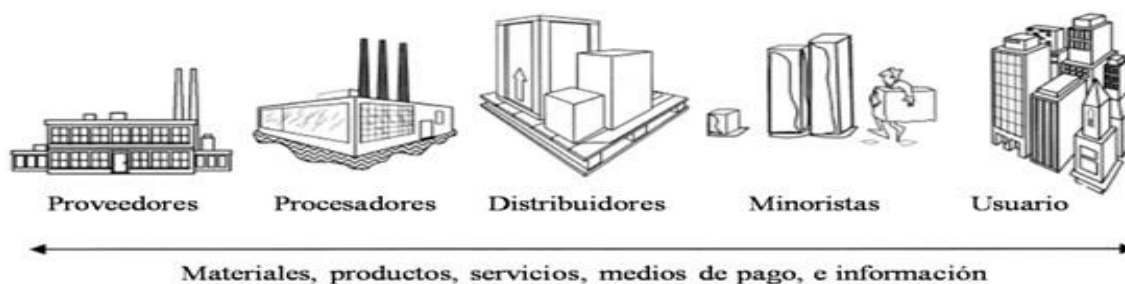 Proveedores Procesadores Distribuidores Minoristas Usuario
Materiales, productos, servicios, medios de pago, e información